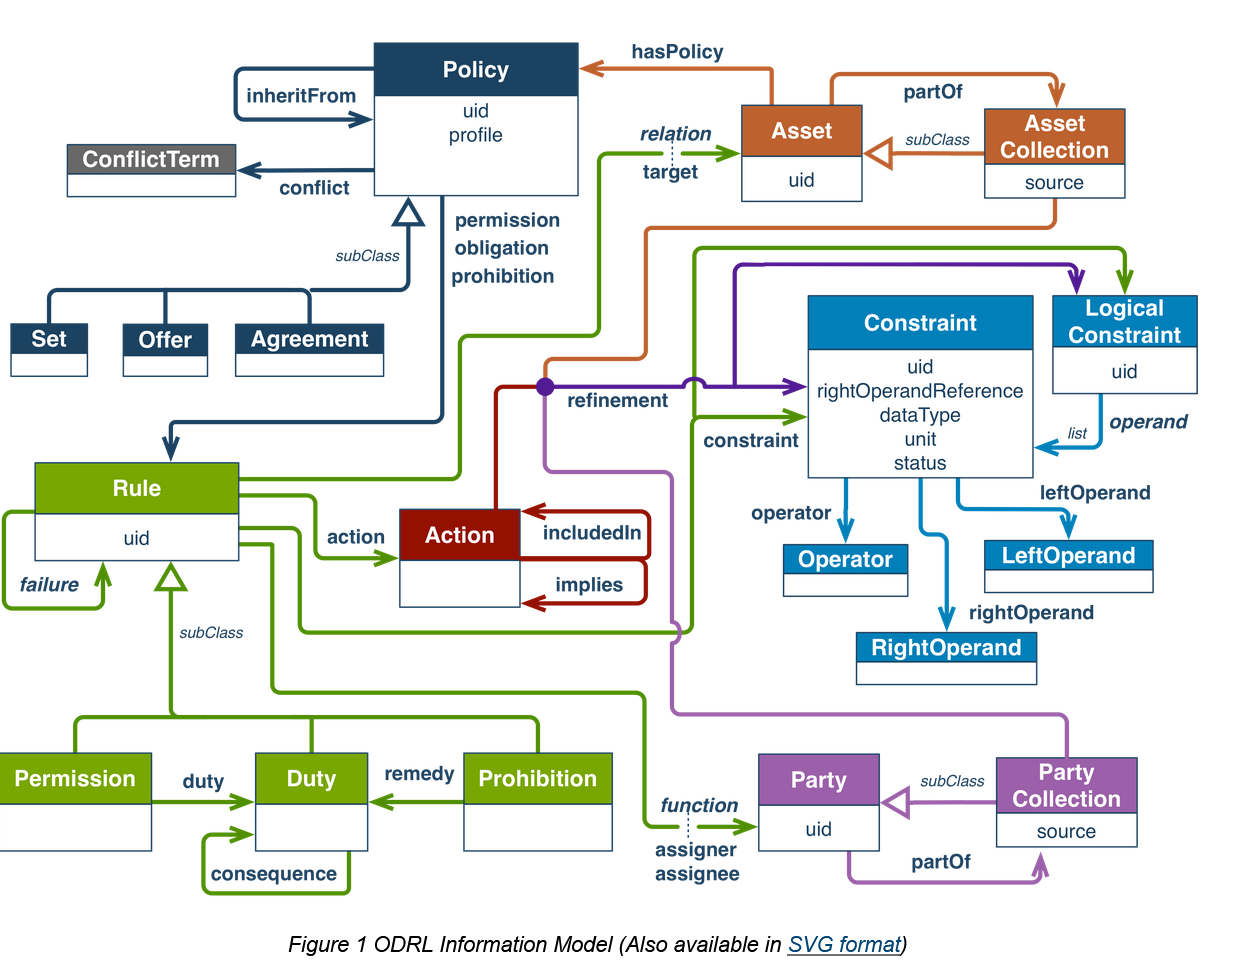 hasPolicy
Policy
inheritFrom
uid
profile
partOf
Asset
Asset
Collection
relation
subClass
ConflictTerm
conflict
target
uid
source
permission
obligation
prohibition
subClass
Set
Offer
Agreement
Constraint
Logical
Constraint
uid
rightOperandReference
dataType
unit
status
uid
refinement
constraint
operand
list
Rule
uid
failure
action
Action
includedIn
implies
operator
leftOperand
Operator
LeftOperand
rightOperand
RightOperand
subClass
Permission
duty
Duty
remedy
Prohibition
consequence
function
assigner
assignee
Party
uid
subClass
Party
Collection
source
partOf
Figure 1 ODRL Information Model (Also available in SVG format)